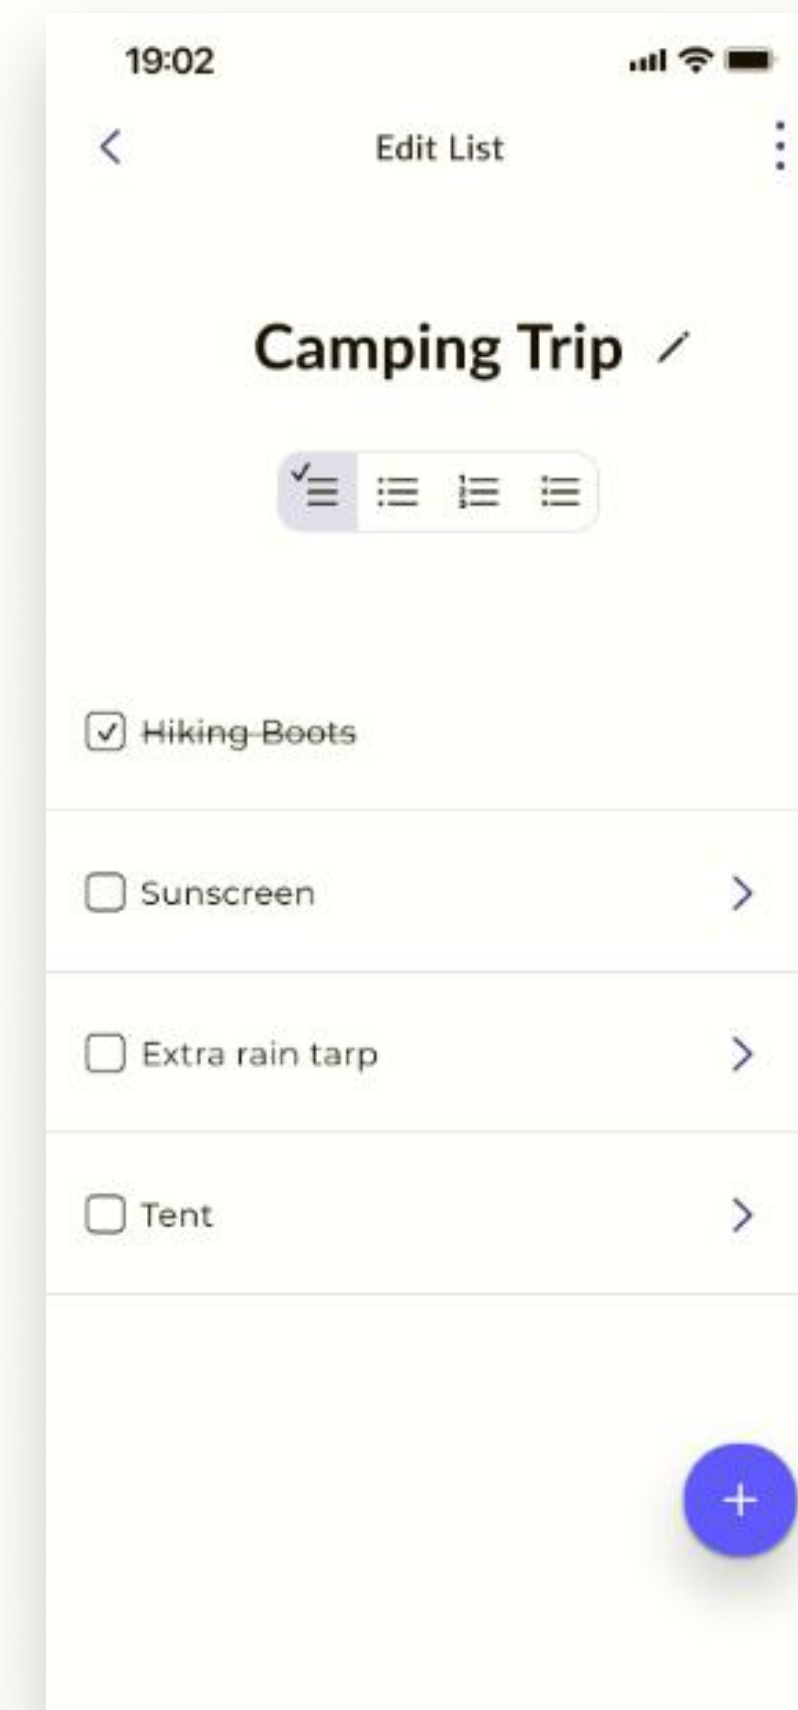 19:02
Edit List
Camping Trip
Hiking Boots
Sunscreen
Extra rain tarp
Tent